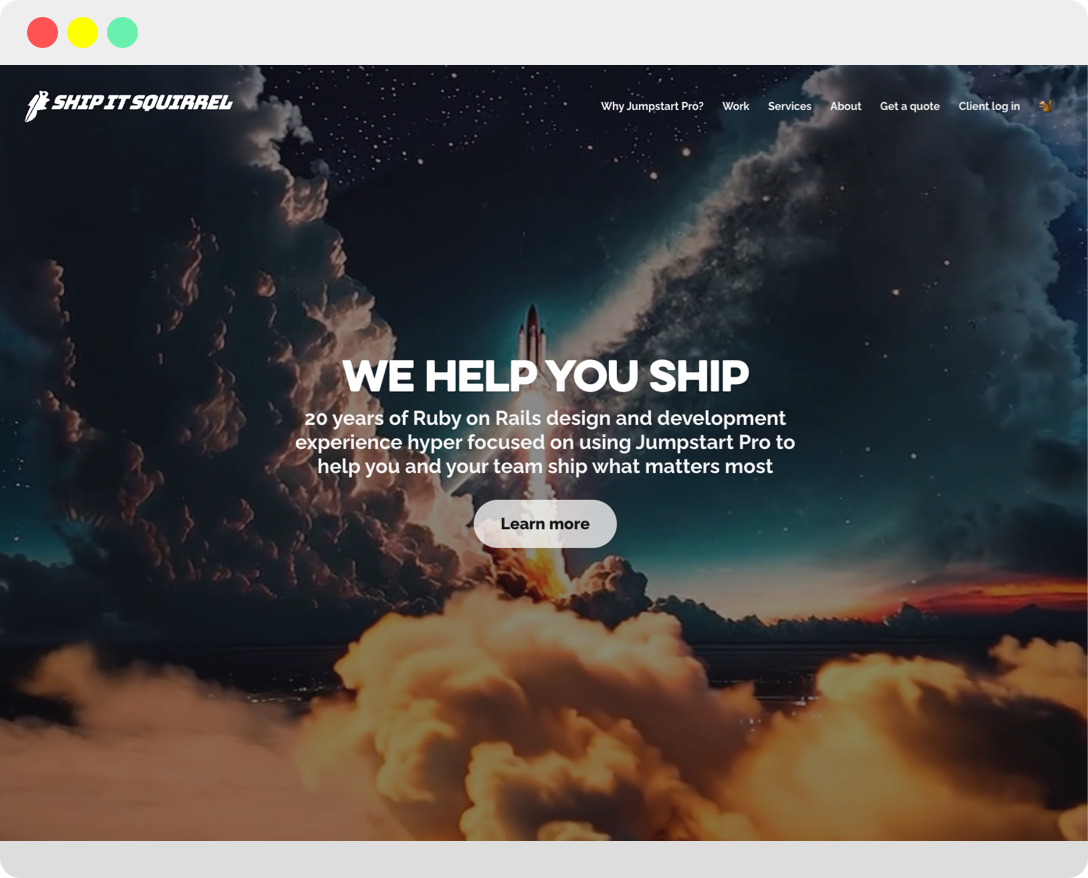 SHIP IT SQUIRREL
Why Jumpstart Pro?
Work
Services
About
Get a quote
Client log in
WE HELP YOU SHIP
20 years of Ruby on Rails design and development
experience hyper focused on using Jumpstart Pro to
help you and your team ship what matters most
Learn more